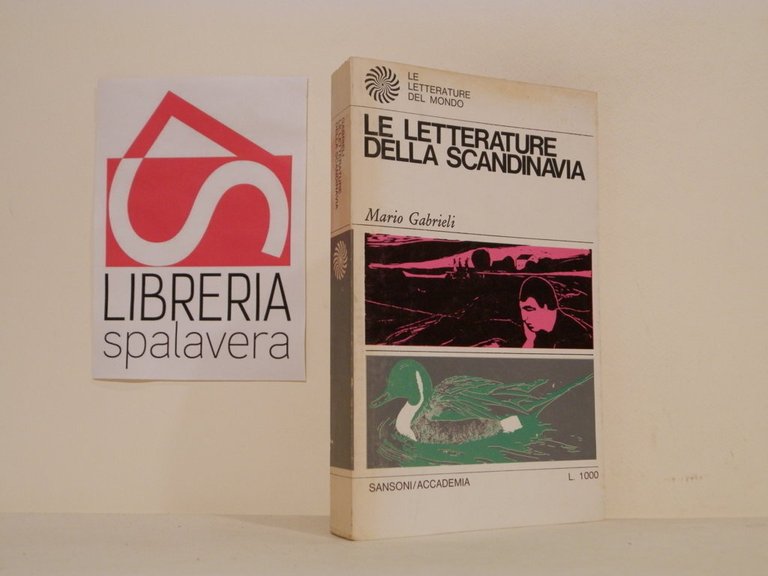 LIBRERIA
spalavera
LE
LETTERATURE
DEL MONDO
LE LETTERATURE
DELLA SCANDINAVIA
Mario Gabrieli
SANSONI/ACCADEMIA
L. 1000